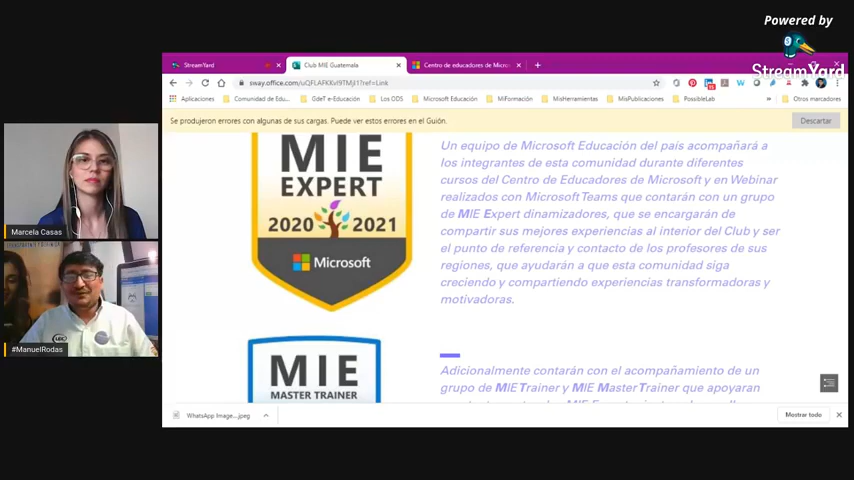 Powered by
StreamYard
StreamYard
Club MIE Guatemala
Centro de educadores de Micros
sway.office.com/uQFLAFKKvI9TMjI1?ref=Link
Aplicaciones
Comunidad de Edu...
GdeT e-Educación
Los ODS
Microsoft Educación
MiFormación
MisHerramientas
MisPublicaciones
PossibleLab
Otros marcadores
Se produjeron errores con algunas de sus cargas. Puede ver estos errores en el Guión.
Descartar
MIE
EXPERT
2020 2021
Microsoft
MIE
MASTER TRAINER
Un equipo de Microsoft Educación del país acompañará a
los integrantes de esta comunidad durante diferentes
cursos del Centro de Educadores de Microsoft y en Webinar
realizados con Microsoft Teams que contarán con un grupo
de MIE Expert dinamizadores, que se encargarán de
compartir sus mejores experiencias al interior del Club y ser
el punto de referencia y contacto de los profesores de sus
regiones, que ayudarán a que esta comunidad siga
creciendo y compartiendo experiencias transformadoras y
motivadoras.
Adicionalmente contarán con el acompañamiento de un
grupo de MIE Trainer y MIE Master Trainer que apoyaran
Marcela Casas
#ManuelRodas
WhatsApp Image....jpeg
Mostrar todo